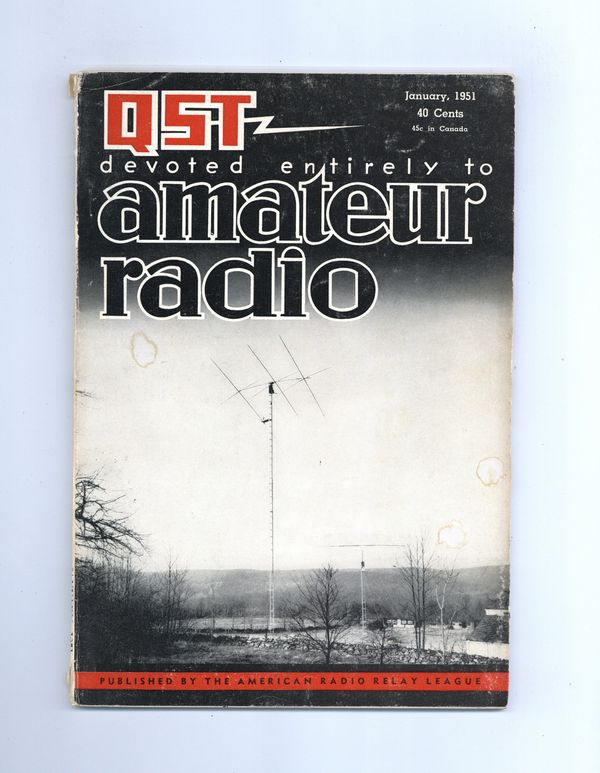 QST
January, 1951
40 Cents
45c in Canada
devoted entirely to
amateur
radio
PUBLISHED BY THE AMERICAN RADIO RELAY LEAGUE